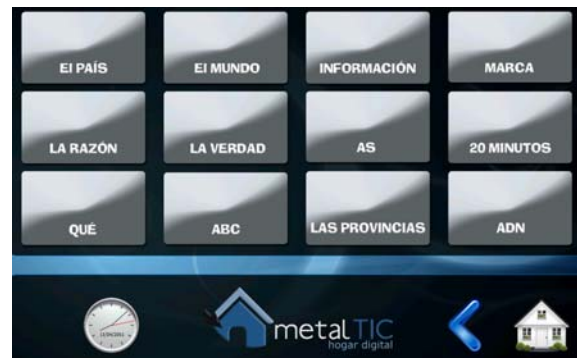 El PAÍS
El MUNDO
INFORMACIÓN
MARCA
LA RAZÓN
LA VERDAD
AS
20 MINUTOS
QUÉ
ABC
LAS PROVINCIAS
ADN
metalTIC
hogar digital